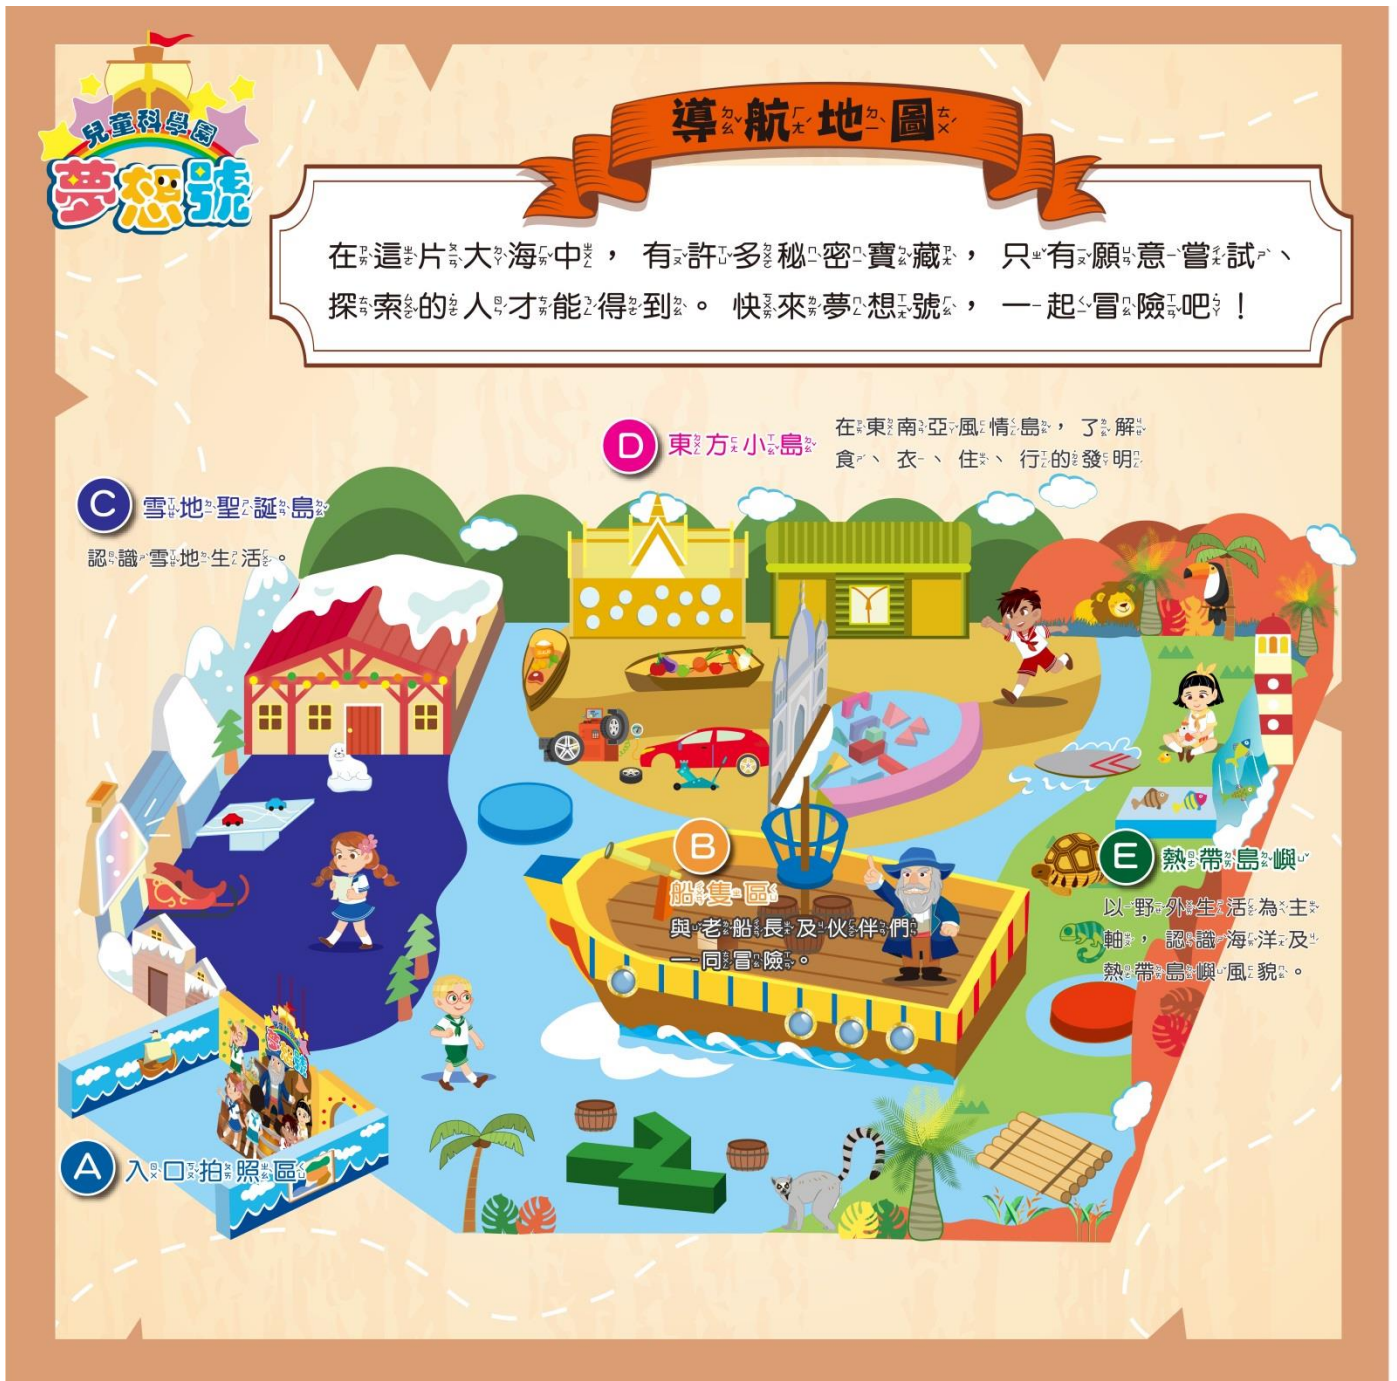 兒童科學園
夢想號
導航地圖
在這片大海中，有許多秘密寶藏，只有願意嘗試、
探索的人才能得到。快來夢想號，一起冒險吧！
D 東方小島
在東南亞風情島，了解
食、衣、住、行的發明
C 雪地聖誕島
認識雪地生活。
B
船隻區
與老船長及伙伴們
一同冒險。
E 熱帶島嶼
以野外生活為主
軸，認識海洋及
熱帶島嶼風貌。
夢想號
A 入口拍照區